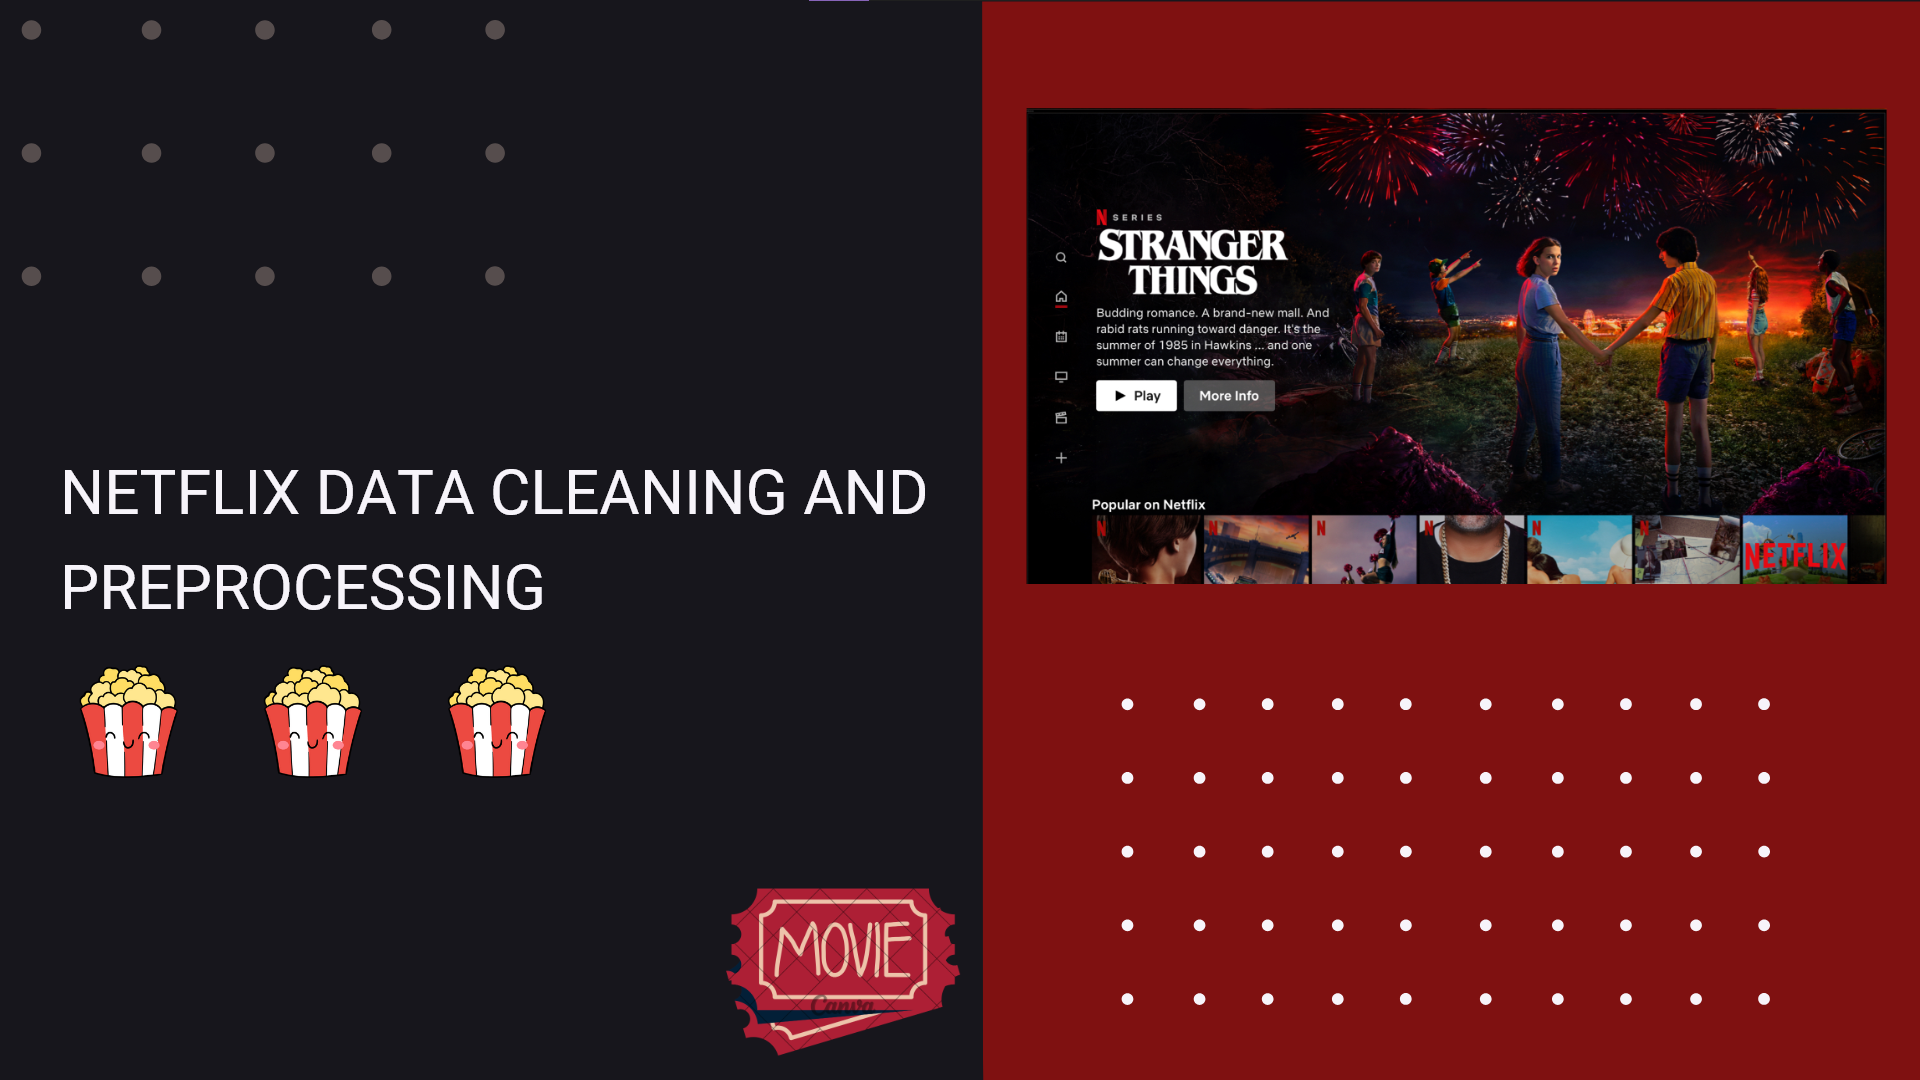 NETFLIX DATA CLEANING AND
PREPROCESSING
MOVIE
Canva
N SERIES
STRANGER
THINGS
Budding romance. A brand-new mall. And
rabid rats running toward danger. It's the
summer of 1985 in Hawkins ... and one
summer can change everything.
Play
More Info
Popular on Netflix
N
N
N
N
N
N
NETFLIX